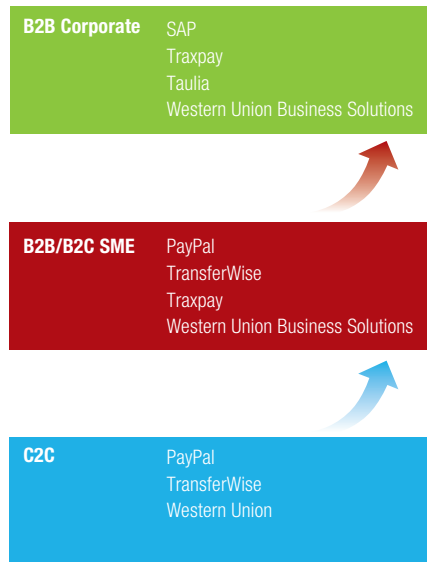 B2B Corporate SAP
Traxpay
Taulia
Western Union Business Solutions
B2B/B2C SME PayPal
TransferWise
Traxpay
Western Union Business Solutions
C2C PayPal
TransferWise
Western Union